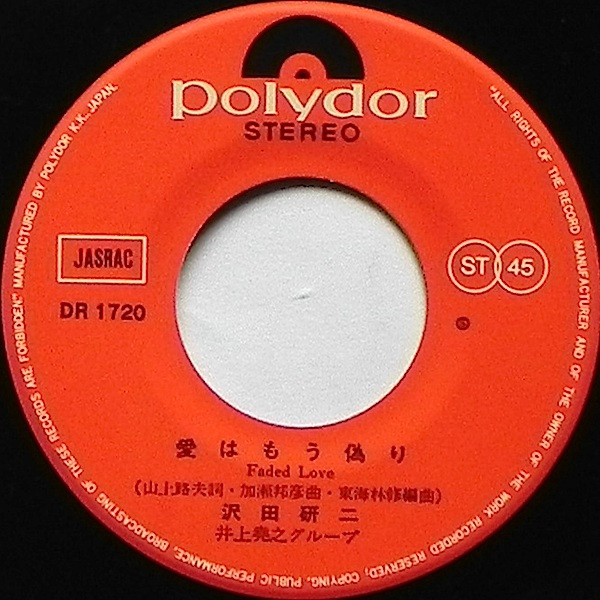 polydor
STEREO
JASRAC
DR 1720
ST 45
愛はもう偽り
Faded Love
(山上路夫詞・加瀬邦彦曲・東海林修編曲)
沢田研二
井上堯之グループ
"ALL RIGHTS OF THE RECORD MANUFACTURER AND OF THE OWNER OF THE WORK RECORDED RESERVED, COPYING, PUBLIC PERFORMANCE, BROADCASTING OF THESE RECORDS ARE FORBIDDEN" MANUFACTURED BY POLYDOR K.K., JAPAN.